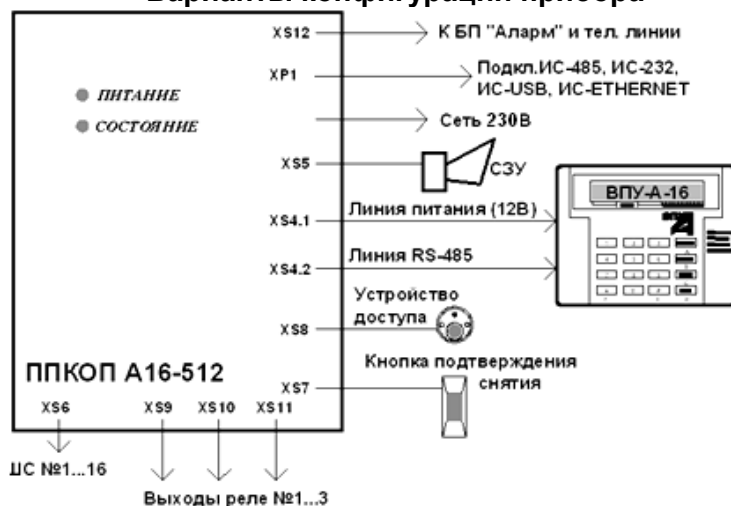 Варианты конфигурации прибора
XS12
К БП "Аларм" и тел. линии
XP1
Подкл.ИС-485, ИС-232,
ИС-USB, ИС-ETHERNET
ПИТАНИЕ
СОСТОЯНИЕ
Сеть 230В
XS5
СЗУ
ВПУ-А-16
XS4.1
Линия питания (12В)
XS4.2
Линия RS-485
Устройство
доступа
XS8
Кнопка подтверждения
снятия
XS7
ППКОП А16-512
XS6
XS9
XS10
XS11
ШС №1...16
Выходы реле №1...3